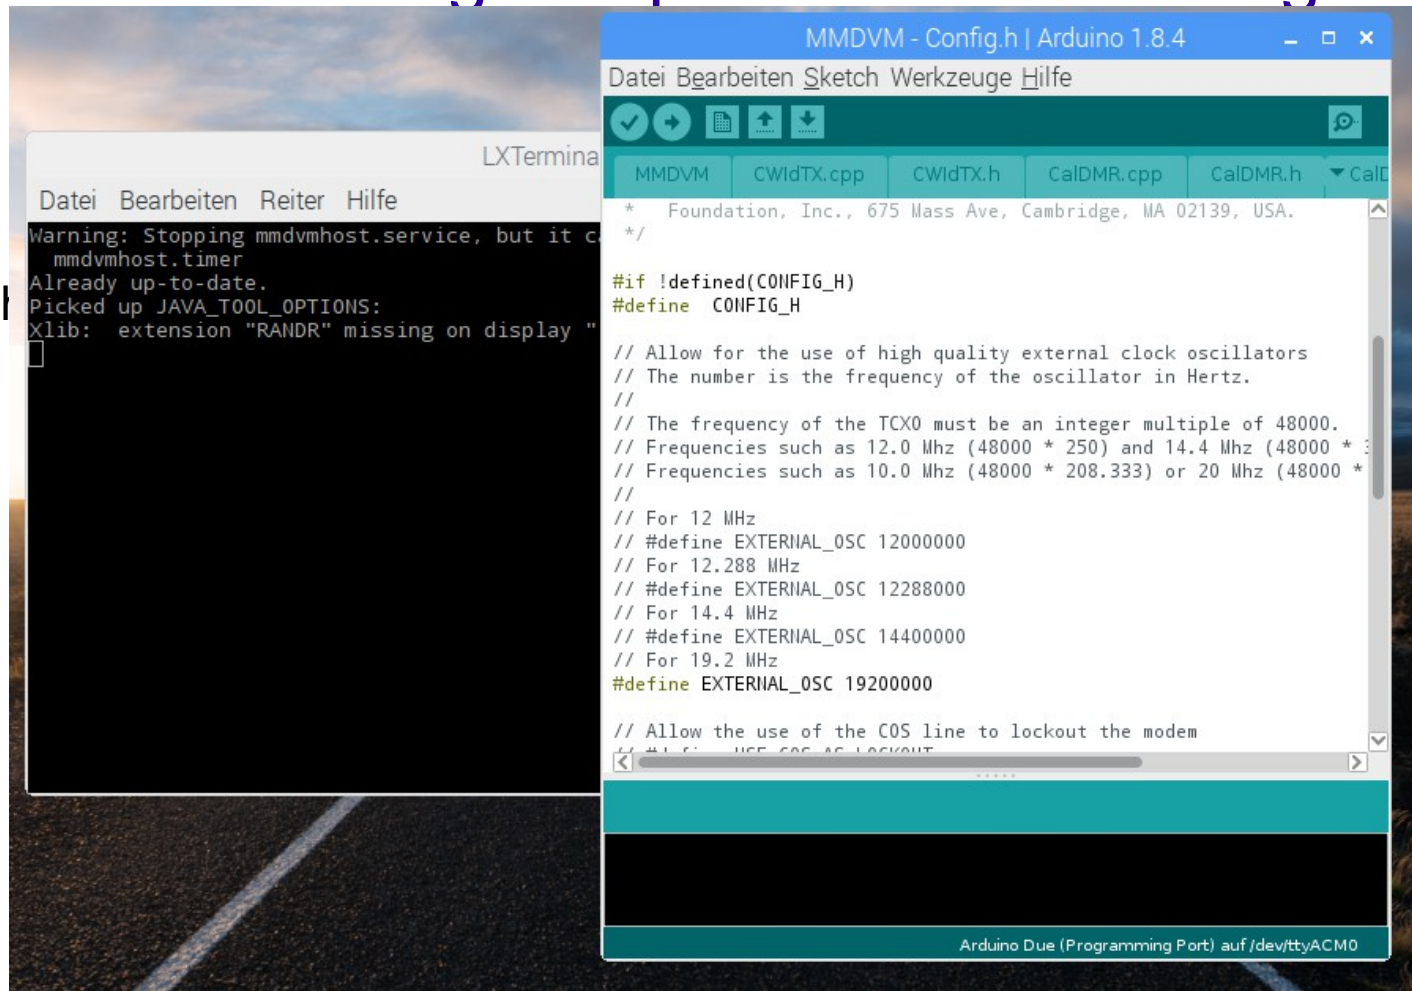 MMDVM - Config.h | Arduino 1.8.4
Datei Bearbeiten Sketch Werkzeuge Hilfe
MMDVM CWIdTX.cpp CWIdTX.h CalDMR.cpp CalDMR.h CalD
* Foundation, Inc., 675 Mass Ave, Cambridge, MA 02139, USA.
*/
#if !defined(CONFIG_H)
#define CONFIG_H
// Allow for the use of high quality external clock oscillators
// The number is the frequency of the oscillator in Hertz.
//
// The frequency of the TCXO must be an integer multiple of 48000.
// Frequencies such as 12.0 Mhz (48000 * 250) and 14.4 Mhz (48000 *
// Frequencies such as 10.0 Mhz (48000 * 208.333) or 20 Mhz (48000 *
//
// For 12 MHz
// #define EXTERNAL_OSC 12000000
// For 12.288 MHz
// #define EXTERNAL_OSC 12288000
// For 14.4 MHz
// #define EXTERNAL_OSC 14400000
// For 19.2 MHz
#define EXTERNAL_OSC 19200000
// Allow the use of the COS line to lockout the modem
// #define USE_COS_AS_LOCKOUT
Arduino Due (Programming Port) auf /dev/ttyACM0
LXTermina
Datei Bearbeiten Reiter Hilfe
Warning: Stopping mmdvmhost.service, but it c
mmdvmhost.timer
Already up-to-date.
Picked up JAVA_TOOL_OPTIONS:
Xlib: extension "RANDR" missing on display "